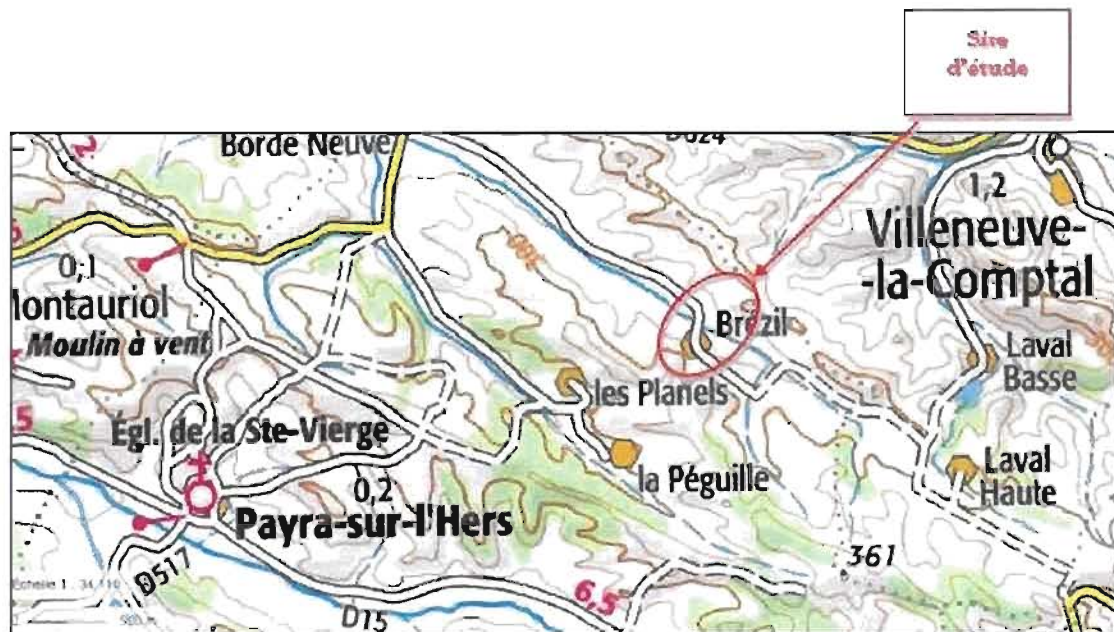 Site
d'étude
Borde Neuve
D624
2
1,2
Villeneuve-
-la-Comptal
0,1
Montauriol
Moulin à vent
300
Brézil
Laval
Basse
les Planels
5
Égl. de la Ste-Vierge
0,2
la Péguille
Laval
Haute
Payra-sur-l'Hers
361
D517
6,5
D15